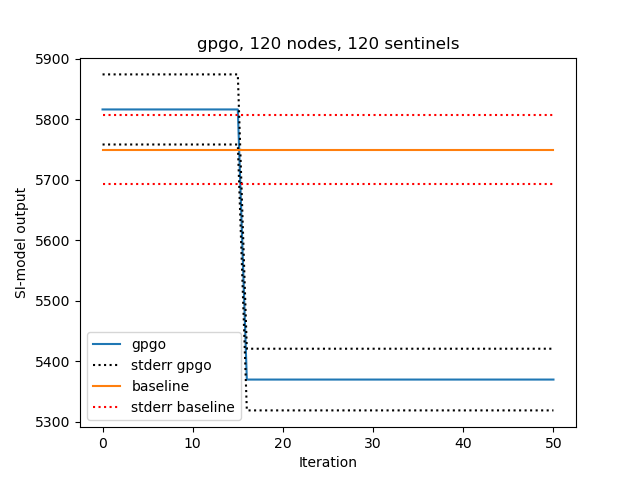 gpgo, 120 nodes, 120 sentinels
5900
5800
5700
5600
5500
5400
5300
SI-model output
gpgo
stderr gpgo
baseline
stderr baseline
0 10 20 30 40 50
Iteration